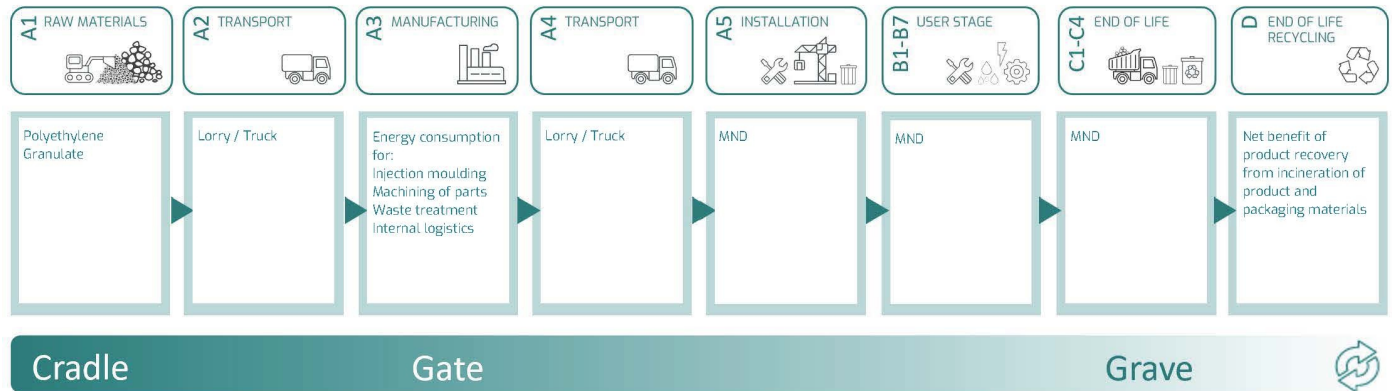 A1 RAW MATERIALS
A2 TRANSPORT
A3 MANUFACTURING
A4 TRANSPORT
A5 INSTALLATION
B1-B7 USER STAGE
C1-C4 END OF LIFE
D END OF LIFE
RECYCLING
Polyethylene
Granulate
Lorry / Truck
Energy consumption
for:
Injection moulding
Machining of parts
Waste treatment
Internal logistics
Lorry / Truck
MND
MND
MND
Net benefit of
product recovery
from incineration of
product and
packaging materials
Cradle
Gate
Grave